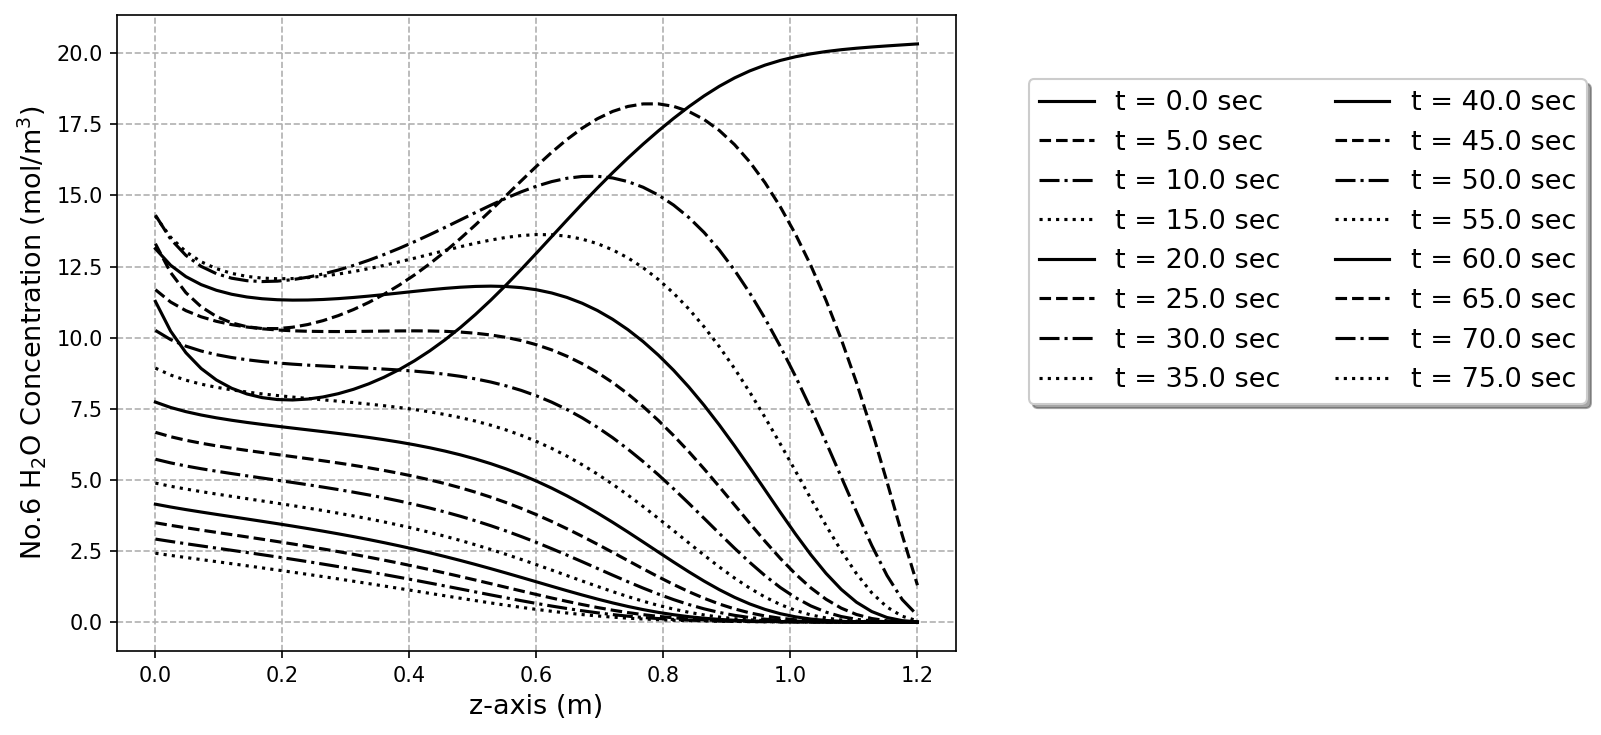 No.6 H₂O Concentration (mol/m³)
20.0
17.5
15.0
12.5
10.0
7.5
5.0
2.5
0.0
0.0 0.2 0.4 0.6 0.8 1.0 1.2
z-axis (m)
t = 0.0 sec
t = 5.0 sec
t = 10.0 sec
t = 15.0 sec
t = 20.0 sec
t = 25.0 sec
t = 30.0 sec
t = 35.0 sec
t = 40.0 sec
t = 45.0 sec
t = 50.0 sec
t = 55.0 sec
t = 60.0 sec
t = 65.0 sec
t = 70.0 sec
t = 75.0 sec